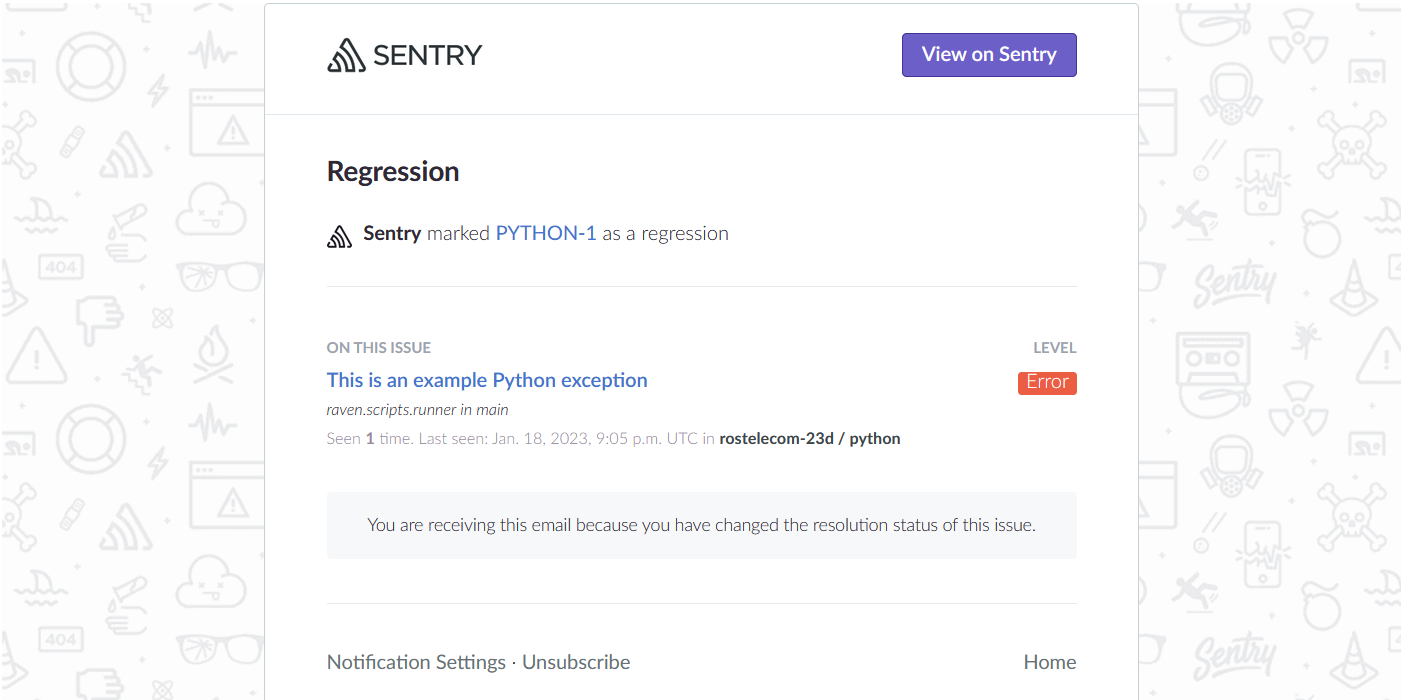 SENTRY
View on Sentry
Regression
Sentry marked PYTHON-1 as a regression
ON THIS ISSUE
LEVEL
This is an example Python exception
Error
raven.scripts.runner in main
Seen 1 time. Last seen: Jan. 18, 2023, 9:05 p.m. UTC in rostelecom-23d / python
You are receiving this email because you have changed the resolution status of this issue.
Notification Settings · Unsubscribe
Home
404
Sentry
404
Sentry